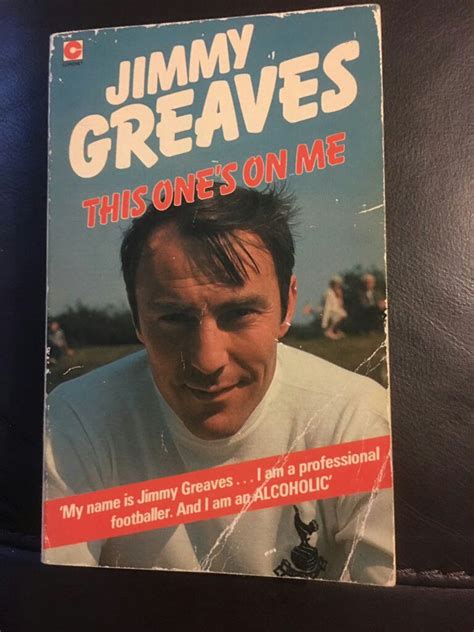 JIMMY
GREAVES
THIS ONE'S ON ME
'My name is Jimmy Greaves . . . I am a professional
footballer. And I am an ALCOHOLIC'